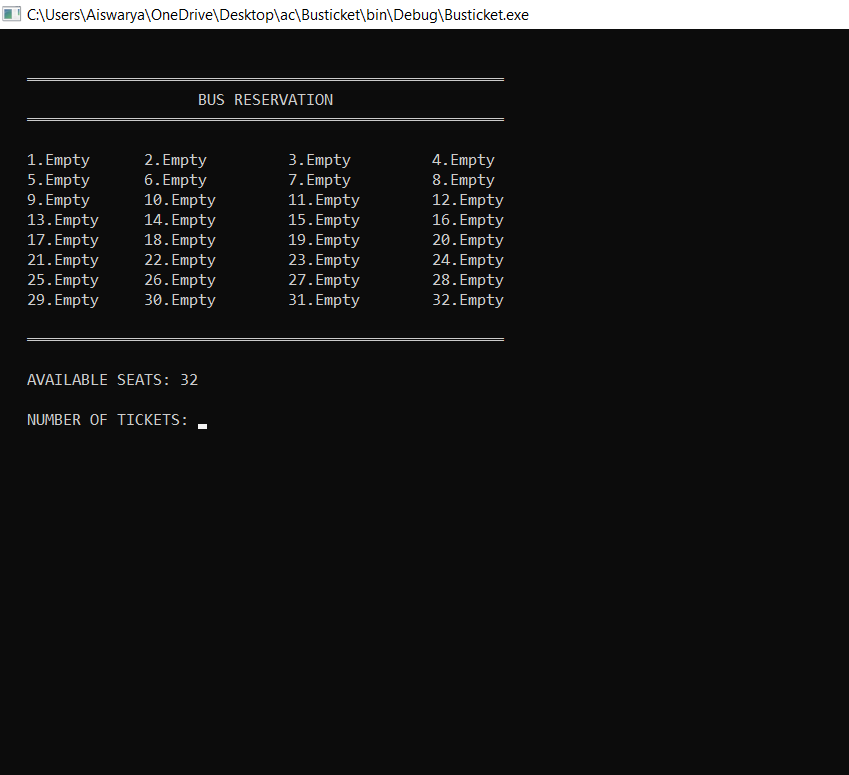 C:\Users\Aiswarya\OneDrive\Desktop\ac\Busticket\bin\Debug\Busticket.exe
BUS RESERVATION
1.Empty 2.Empty 3.Empty 4.Empty
5.Empty 6.Empty 7.Empty 8.Empty
9.Empty 10.Empty 11.Empty 12.Empty
13.Empty 14.Empty 15.Empty 16.Empty
17.Empty 18.Empty 19.Empty 20.Empty
21.Empty 22.Empty 23.Empty 24.Empty
25.Empty 26.Empty 27.Empty 28.Empty
29.Empty 30.Empty 31.Empty 32.Empty
AVAILABLE SEATS: 32
NUMBER OF TICKETS: